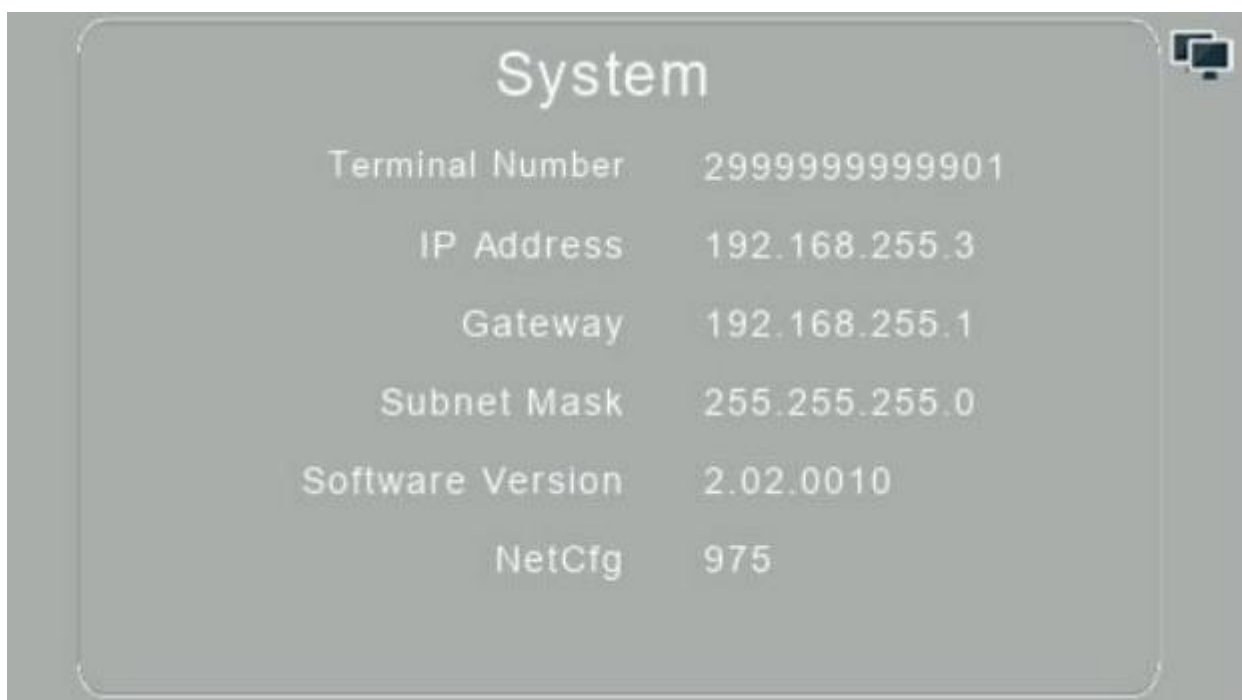 System
Terminal Number 2999999999901
IP Address 192.168.255.3
Gateway 192.168.255.1
Subnet Mask 255.255.255.0
Software Version 2.02.0010
NetCfg 975